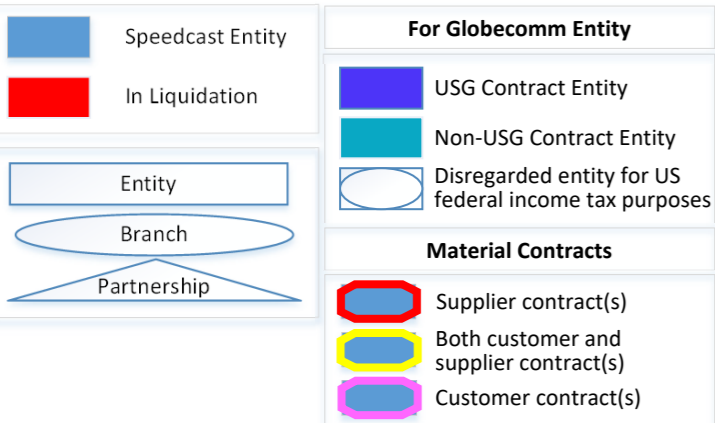 Speedcast Entity
In Liquidation
Entity
Branch
Partnership
For Globecomm Entity
USG Contract Entity
Non-USG Contract Entity
Disregarded entity for US
federal income tax purposes
Material Contracts
Supplier contract(s)
Both customer and
supplier contract(s)
Customer contract(s)